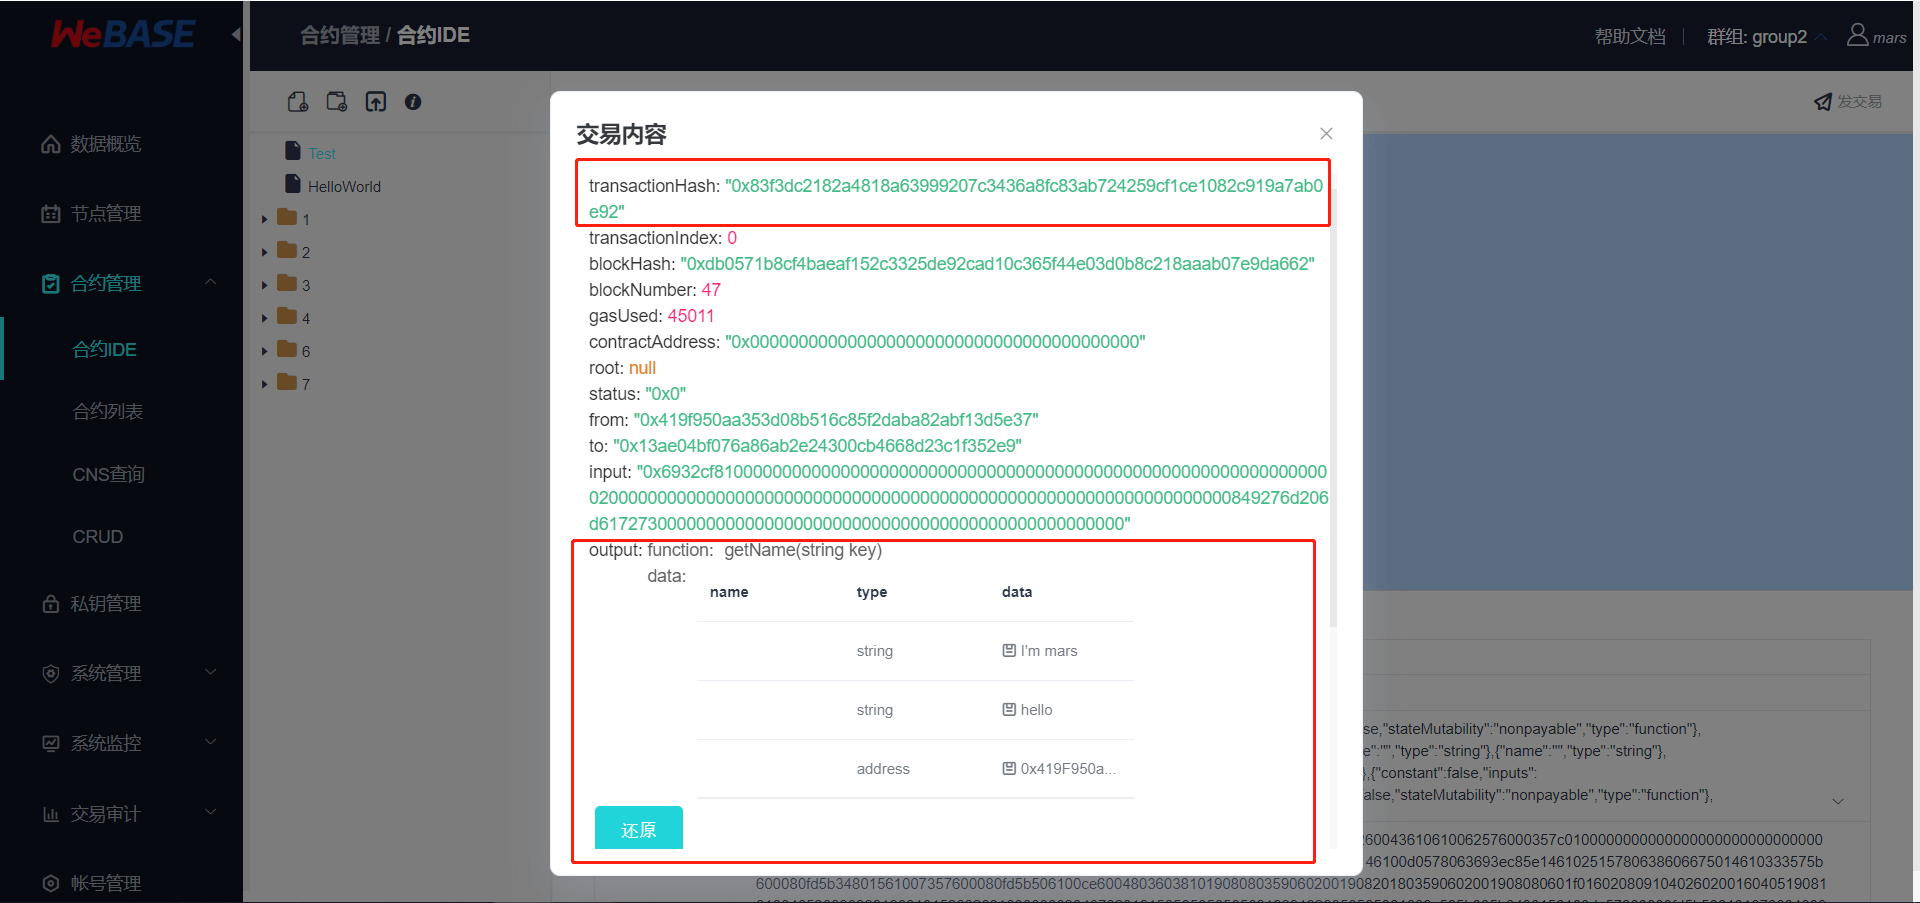 WeBASE
合约管理 / 合约IDE
帮助文档
群组: group2
mars
数据概览
节点管理
合约管理
合约IDE
合约列表
CNS查询
CRUD
私钥管理
系统管理
系统监控
交易审计
帐号管理
Test
HelloWorld
1
2
3
4
6
7
发交易
交易内容
transactionHash: "0x83f3dc2182a4818a63999207c3436a8fc83ab724259cf1ce1082c919a7ab0
e92"
transactionIndex: 0
blockHash: "0xdb0571b8cf4baeaf152c3325de92cad10c365f44e03d0b8c218aaab07e9da662"
blockNumber: 47
gasUsed: 45011
contractAddress: "0x0000000000000000000000000000000000000000"
root: null
status: "0x0"
from: "0x419f950aa353d08b516c85f2daba82abf13d5e37"
to: "0x13ae04bf076a86ab2e24300cb4668d23c1f352e9"
input:
output: function: getName(string key)
data:
name type data
string I'm mars
string hello
address 0x419F950a...
还原
se,"stateMutability":"nonpayable","type":"function"},
e":"","type":"string"},{"name":"","type":"string"},
},{"constant":false,"inputs":
alse,"stateMutability":"nonpayable","type":"function"},
46100d0578063693ec85e14610251578063860667501461033357 5b